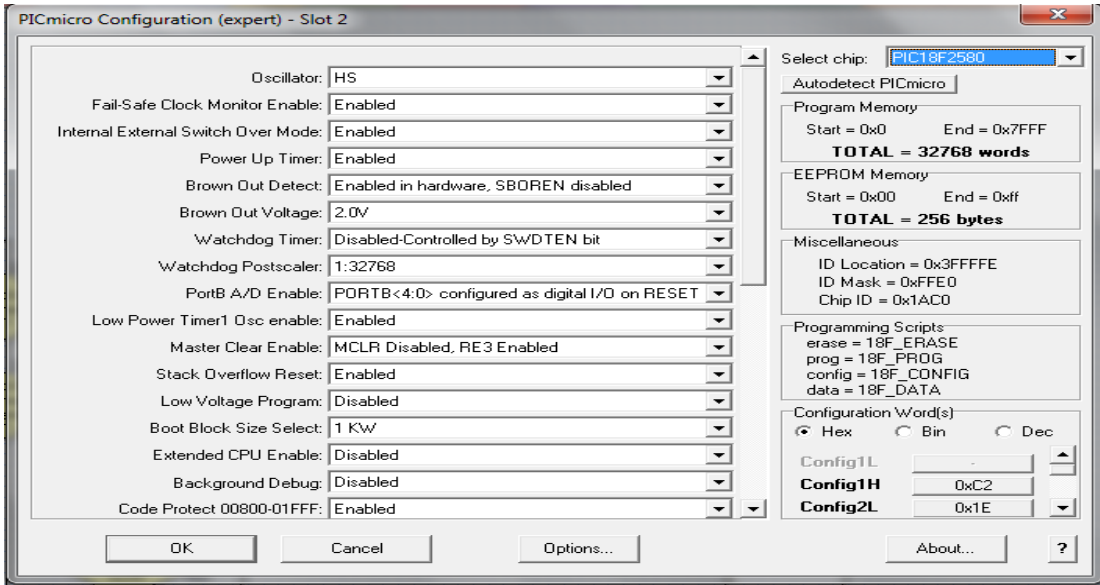 PICmicro Configuration (expert) - Slot 2
Oscillator: HS
Fail-Safe Clock Monitor Enable: Enabled
Internal External Switch Over Mode: Enabled
Power Up Timer: Enabled
Brown Out Detect: Enabled in hardware, SBOREN disabled
Brown Out Voltage: 2.0V
Watchdog Timer: Disabled-Controlled by SWDTEN bit
Watchdog Postscaler: 1:32768
PortB A/D Enable: PORTB<4:0> configured as digital I/O on RESET
Low Power Timer1 Osc enable: Enabled
Master Clear Enable: MCLR Disabled, RE3 Enabled
Stack Overflow Reset: Enabled
Low Voltage Program: Disabled
Boot Block Size Select: 1 KW
Extended CPU Enable: Disabled
Background Debug: Disabled
Code Protect 00800-01FFF: Enabled
Select chip: PIC18F2580
Autodetect PICmicro
Program Memory
Start = 0x0 End = 0x7FFF
TOTAL = 32768 words
EEPROM Memory
Start = 0x00 End = 0xff
TOTAL = 256 bytes
Miscellaneous
ID Location = 0x3FFFFE
ID Mask = 0xFFE0
Chip ID = 0x1AC0
Programming Scripts
erase = 18F_ERASE
prog = 18F_PROG
config = 18F_CONFIG
data = 18F_DATA
Configuration Word(s)
Hex Bin Dec
Config1L -
Config1H 0xC2
Config2L 0x1E
OK Cancel Options... About... ?